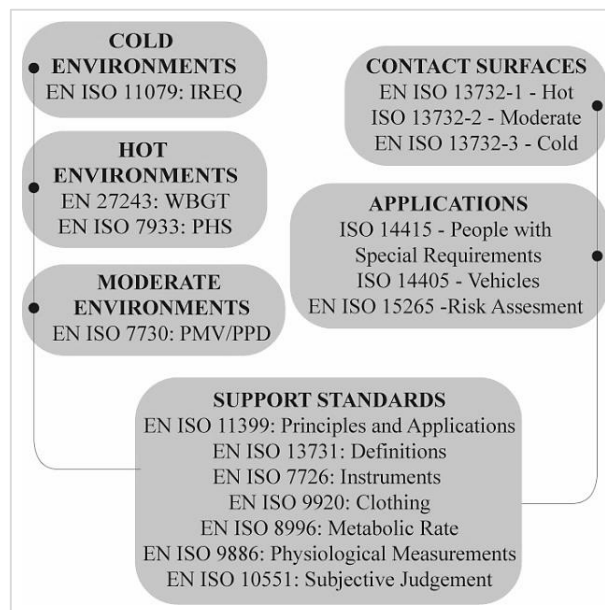 COLD
ENVIRONMENTS
EN ISO 11079: IREQ
HOT
ENVIRONMENTS
EN 27243: WBGT
EN ISO 7933: PHS
MODERATE
ENVIRONMENTS
EN ISO 7730: PMV/PPD
CONTACT SURFACES
EN ISO 13732-1 - Hot
ISO 13732-2 - Moderate
EN ISO 13732-3 - Cold
APPLICATIONS
ISO 14415 - People with
Special Requirements
ISO 14405 - Vehicles
EN ISO 15265 -Risk Assesment
SUPPORT STANDARDS
EN ISO 11399: Principles and Applications
EN ISO 13731: Definitions
EN ISO 7726: Instruments
EN ISO 9920: Clothing
EN ISO 8996: Metabolic Rate
EN ISO 9886: Physiological Measurements
EN ISO 10551: Subjective Judgement